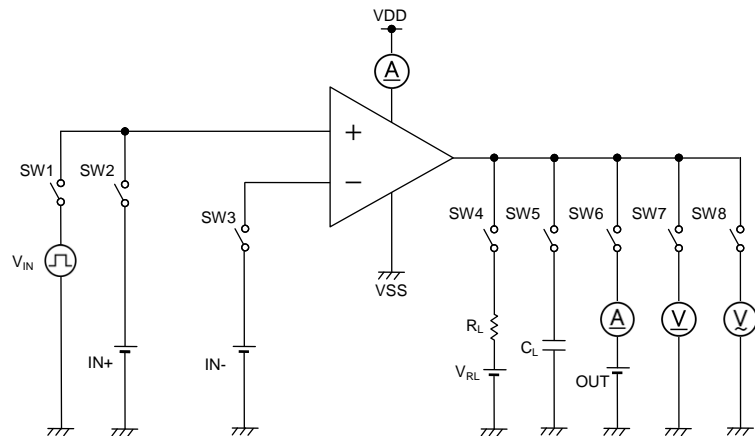 VDD
A
+
−
SW1
SW2
SW3
SW4
SW5
SW6
SW7
SW8
VIN
VSS
RL
A
V
V
~
IN+
IN-
VRL
CL
OUT